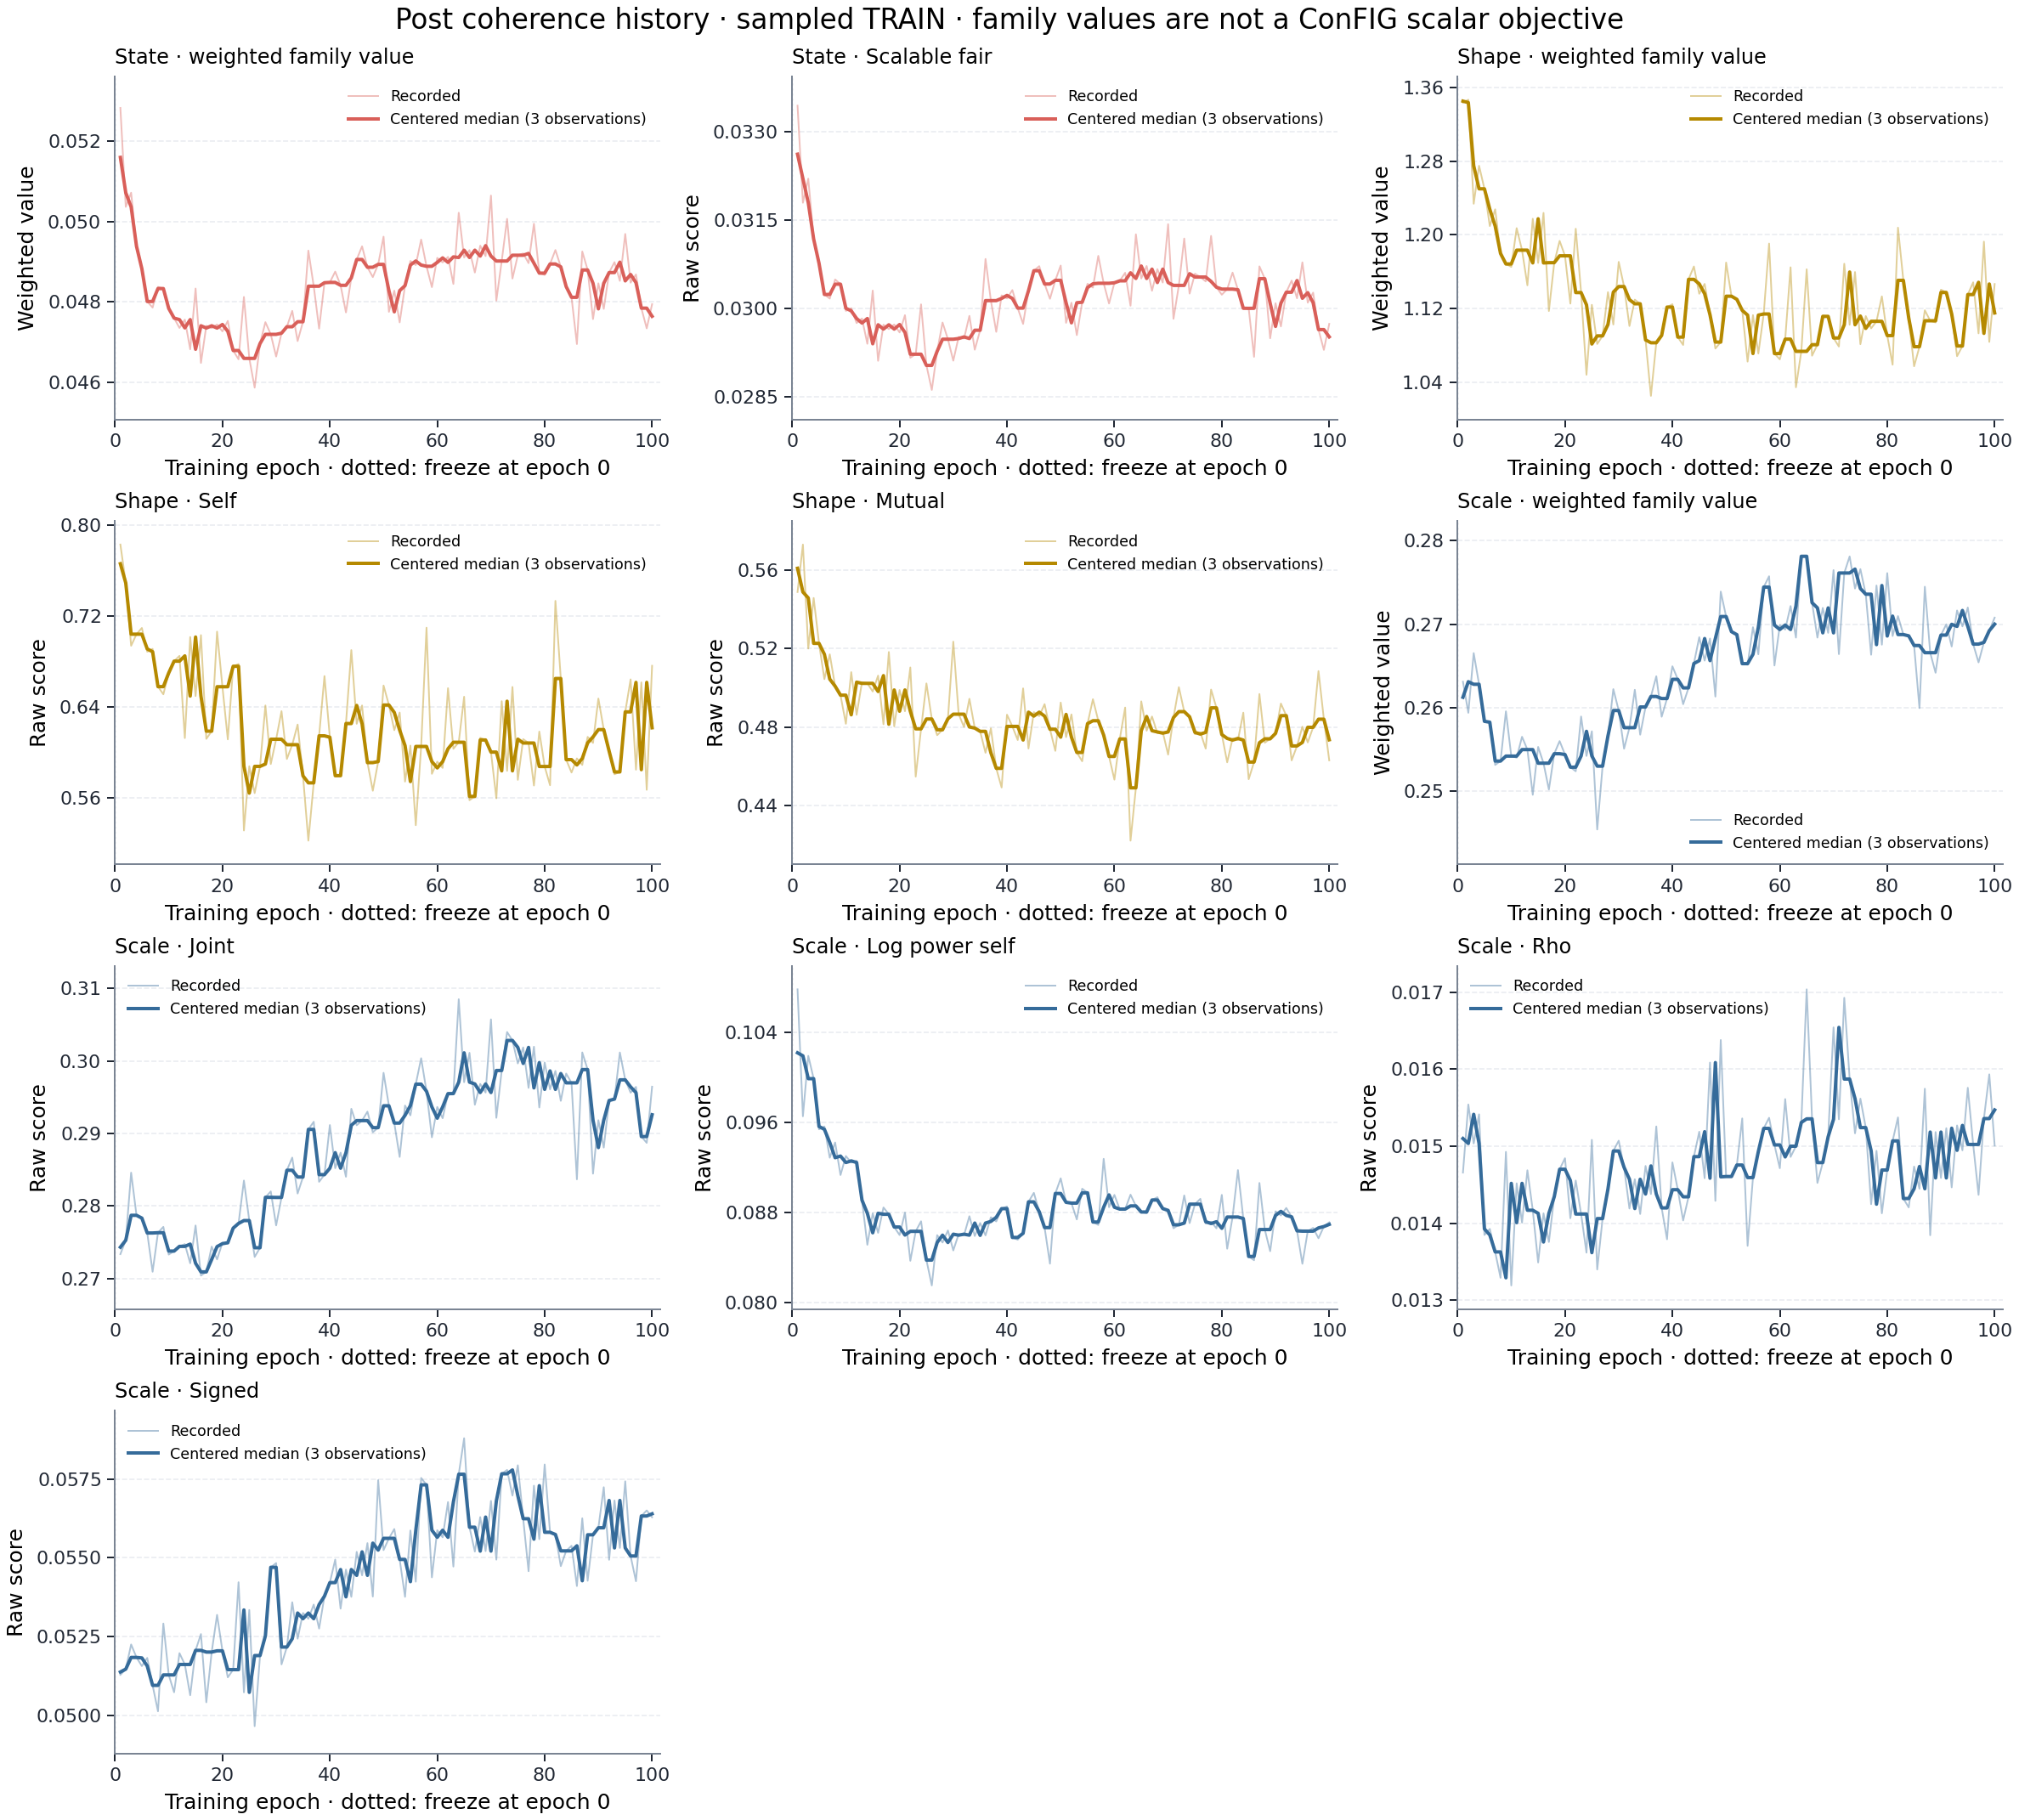 Post coherence history · sampled TRAIN · family values are not a ConFIG scalar objective
State · weighted family value
Recorded
Centered median (3 observations)
Weighted value
0.052
0.050
0.048
0.046
0 20 40 60 80 100
Training epoch · dotted: freeze at epoch 0
State · Scalable fair
Recorded
Centered median (3 observations)
Raw score
0.0330
0.0315
0.0300
0.0285
0 20 40 60 80 100
Training epoch · dotted: freeze at epoch 0
Shape · weighted family value
Recorded
Centered median (3 observations)
Weighted value
1.36
1.28
1.20
1.12
1.04
0 20 40 60 80 100
Training epoch · dotted: freeze at epoch 0
Shape · Self
Recorded
Centered median (3 observations)
Raw score
0.80
0.72
0.64
0.56
0 20 40 60 80 100
Training epoch · dotted: freeze at epoch 0
Shape · Mutual
Recorded
Centered median (3 observations)
Raw score
0.56
0.52
0.48
0.44
0 20 40 60 80 100
Training epoch · dotted: freeze at epoch 0
Scale · weighted family value
Weighted value
0.28
0.27
0.26
0.25
Recorded
Centered median (3 observations)
0 20 40 60 80 100
Training epoch · dotted: freeze at epoch 0
Scale · Joint
Recorded
Centered median (3 observations)
Raw score
0.31
0.30
0.29
0.28
0.27
0 20 40 60 80 100
Training epoch · dotted: freeze at epoch 0
Scale · Log power self
Recorded
Centered median (3 observations)
Raw score
0.104
0.096
0.088
0.080
0 20 40 60 80 100
Training epoch · dotted: freeze at epoch 0
Scale · Rho
Recorded
Centered median (3 observations)
Raw score
0.017
0.016
0.015
0.014
0.013
0 20 40 60 80 100
Training epoch · dotted: freeze at epoch 0
Scale · Signed
Recorded
Centered median (3 observations)
Raw score
0.0575
0.0550
0.0525
0.0500
0 20 40 60 80 100
Training epoch · dotted: freeze at epoch 0